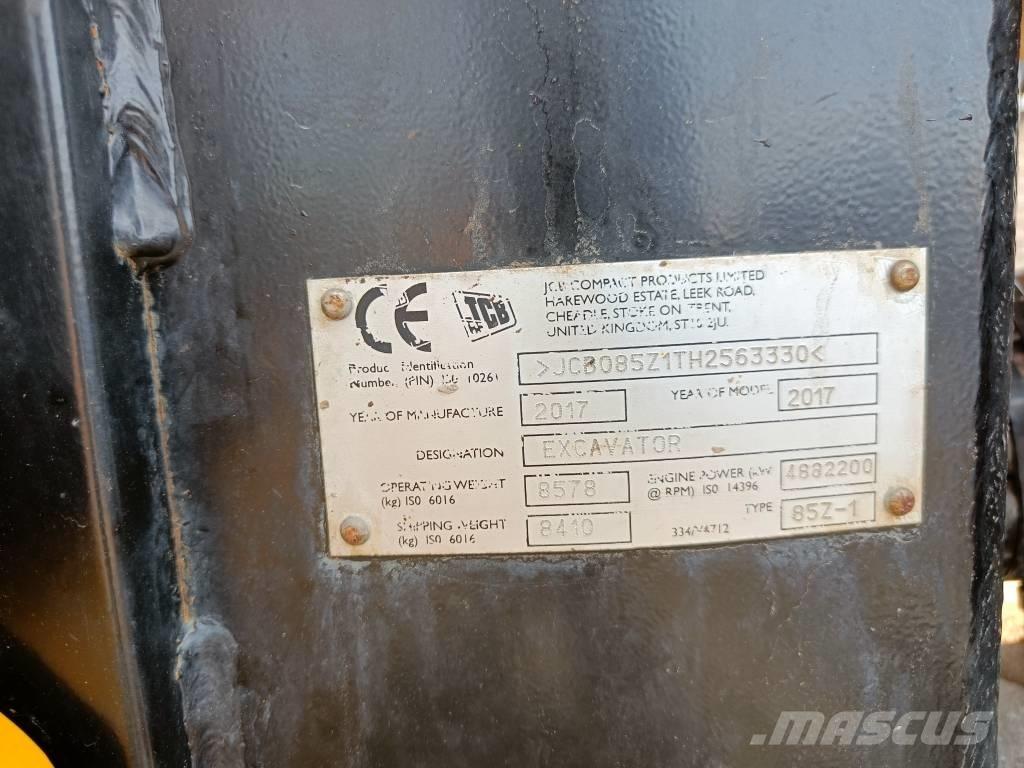 CE JCB
JCB COMPACT PRODUCTS LIMITED
HAREWOOD ESTATE, LEEK ROAD,
CHEADLE, STOKE ON TRENT,
UNITED KINGDOM, ST10 2JU.
Product Identification
Number (PIN) ISO 10261
>JCB085Z1TH2563330<
YEAR OF MANUFACTURE 2017 YEAR OF MODEL 2017
DESIGNATION EXCAVATOR
OPERATING WEIGHT
(kg) ISO 6016 8578
ENGINE POWER (kW
@ RPM) ISO 14396 4882200
SHIPPING WEIGHT
(kg) ISO 6016 8410
TYPE 85Z-1
MASCUS